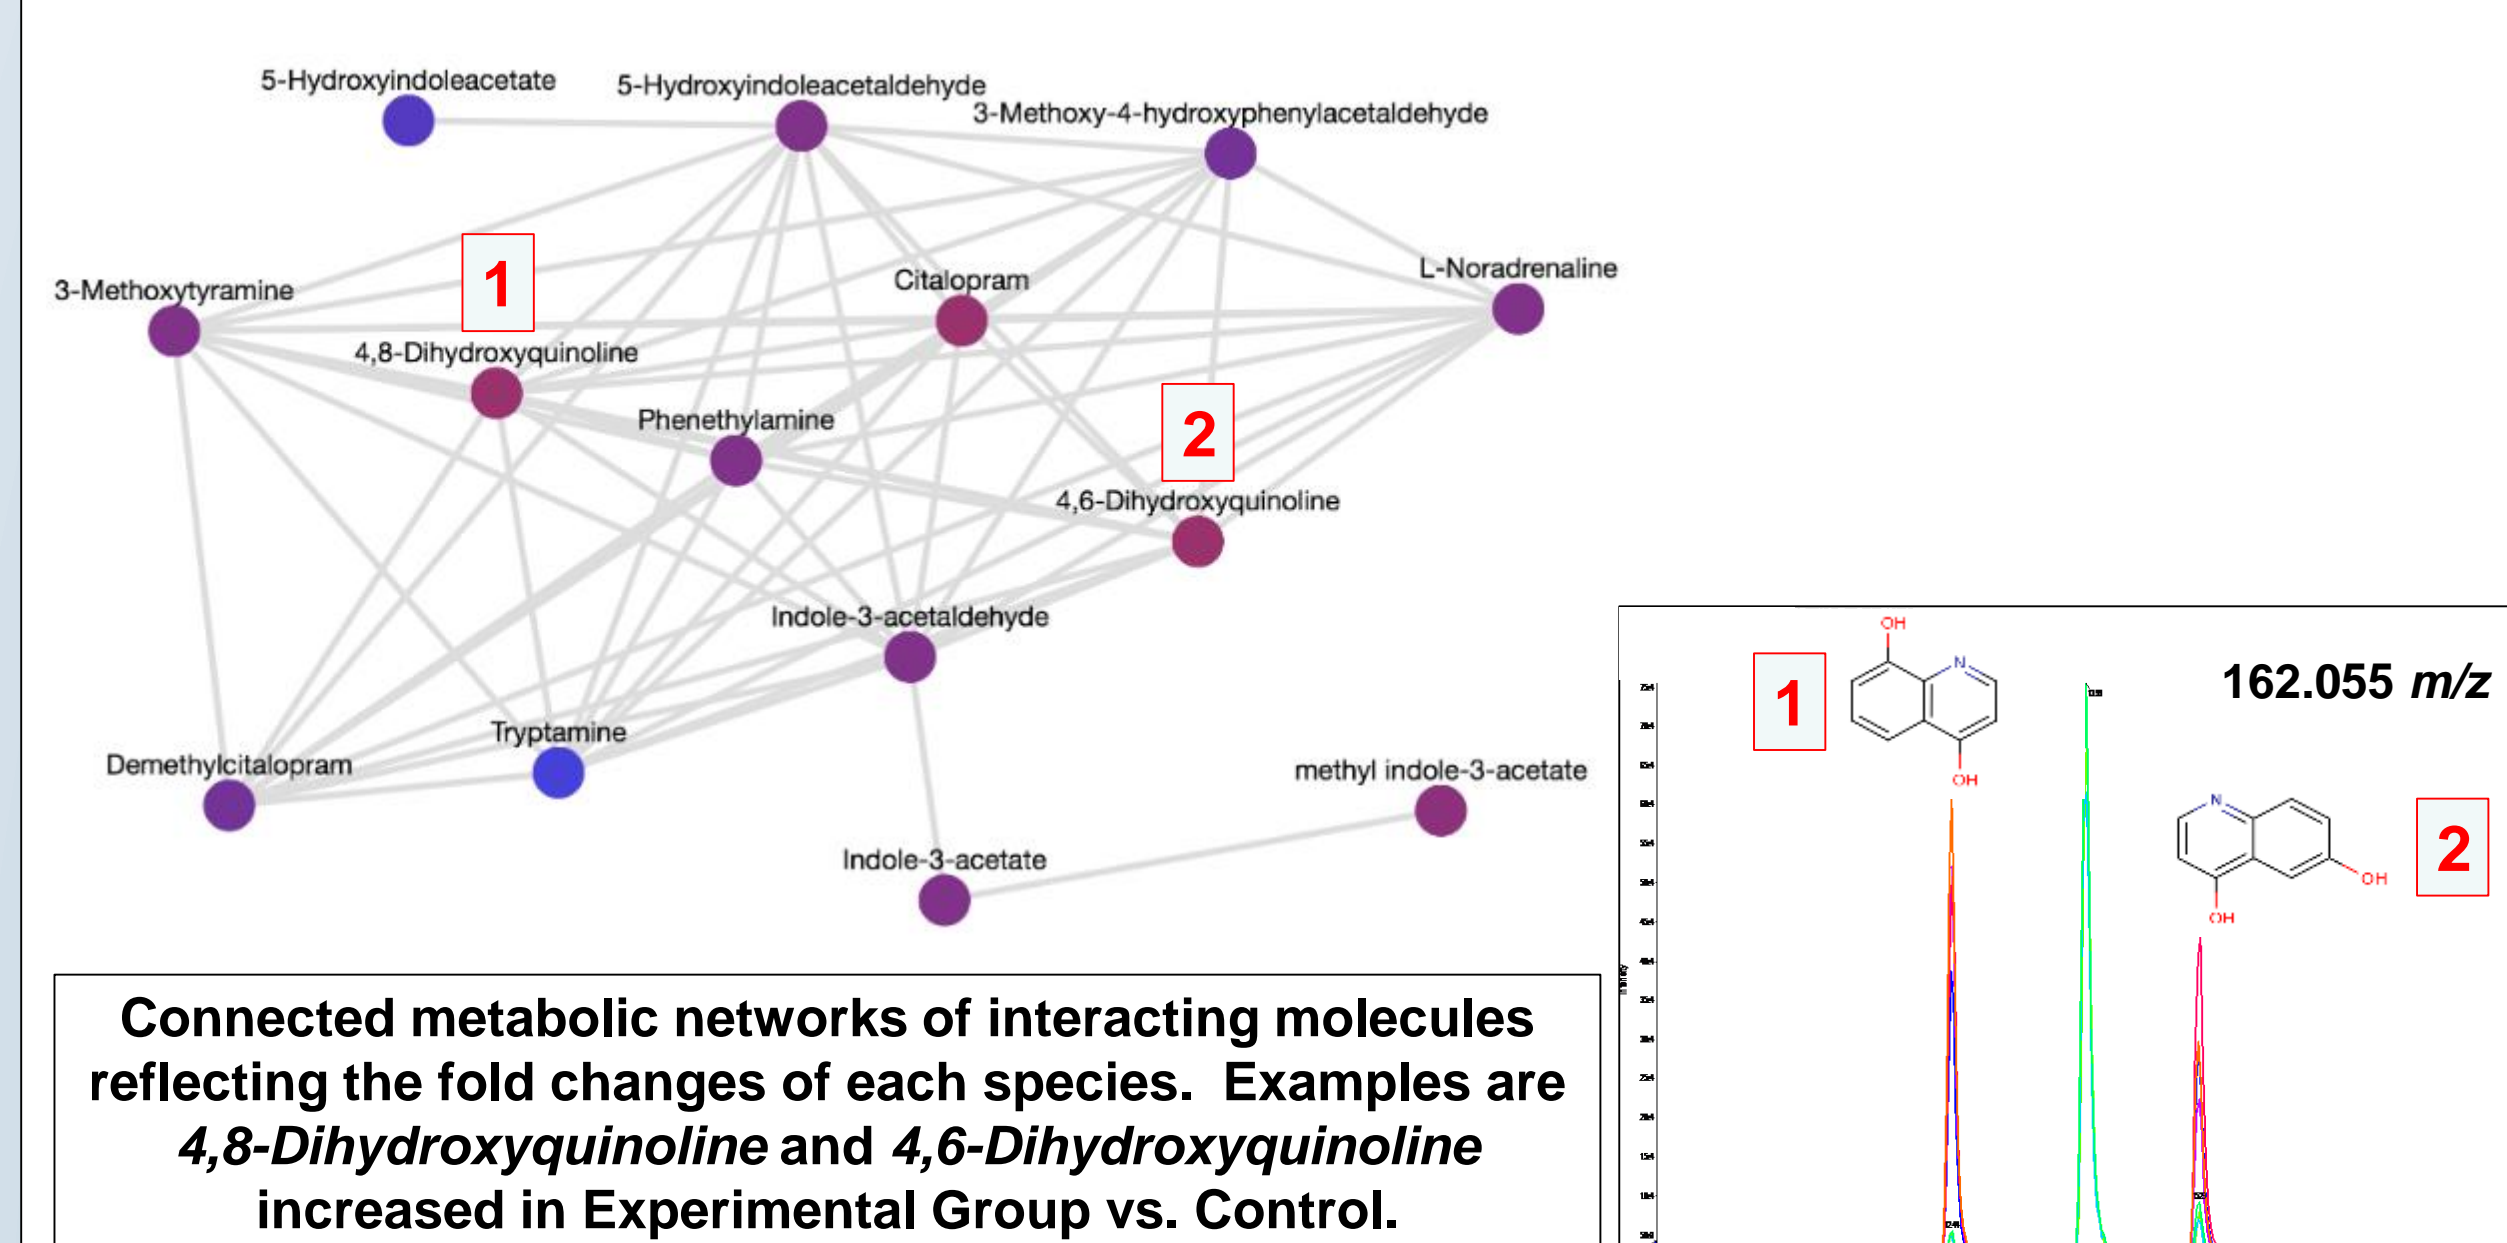 5-Hydroxyindoleacetate
5-Hydroxyindoleacetaldehyde
3-Methoxy-4-hydroxyphenylacetaldehyde
3-Methoxytyramine
1
Citalopram
L-Noradrenaline
4,8-Dihydroxyquinoline
Phenethylamine
2
4,6-Dihydroxyquinoline
Indole-3-acetaldehyde
Tryptamine
Demethylcitalopram
methyl indole-3-acetate
Indole-3-acetate
Connected metabolic networks of interacting molecules
reflecting the fold changes of each species. Examples are
4,8-Dihydroxyquinoline and 4,6-Dihydroxyquinoline
increased in Experimental Group vs. Control.
1
OH
N
OH
162.055 m/z
N
OH
OH
2